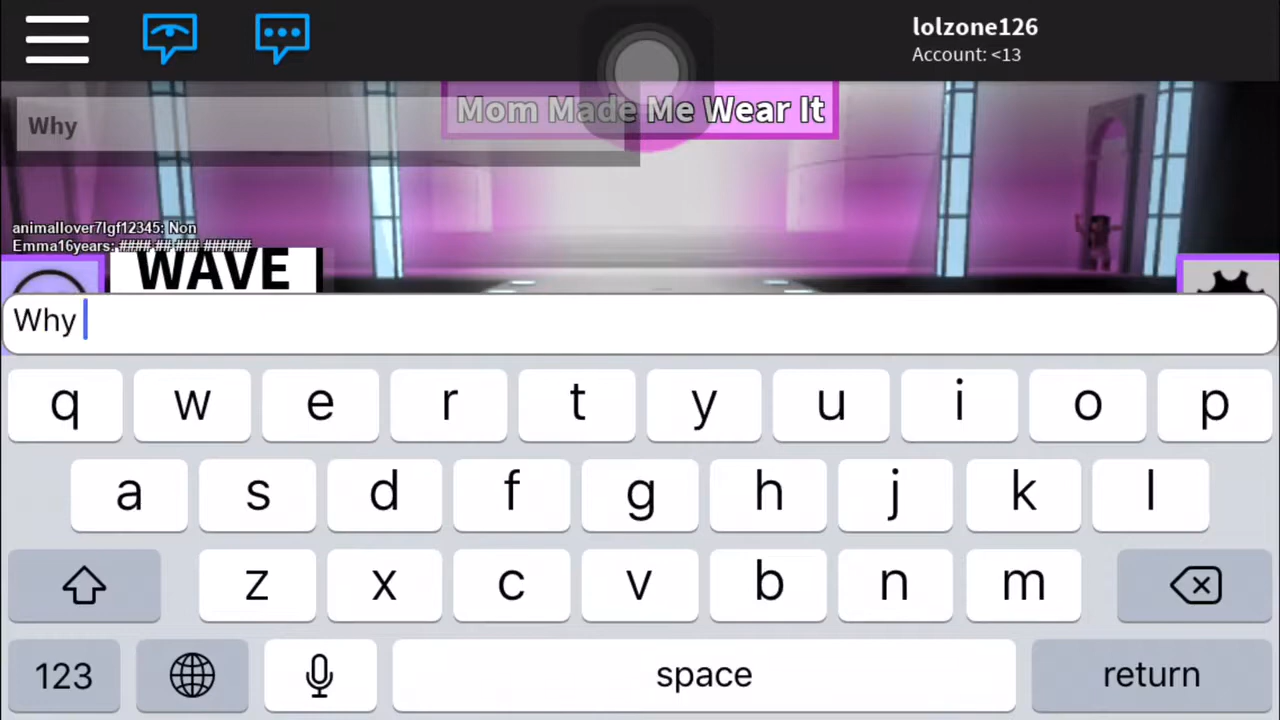 lolzone126
Account: <13
Mom Made Me Wear It
Why
animallover7lgf12345: Non
Emma16years: #### ## ### ######
WAVE
Why
q w e r t y u i o p
a s d f g h j k l
z x c v b n m
123 space return